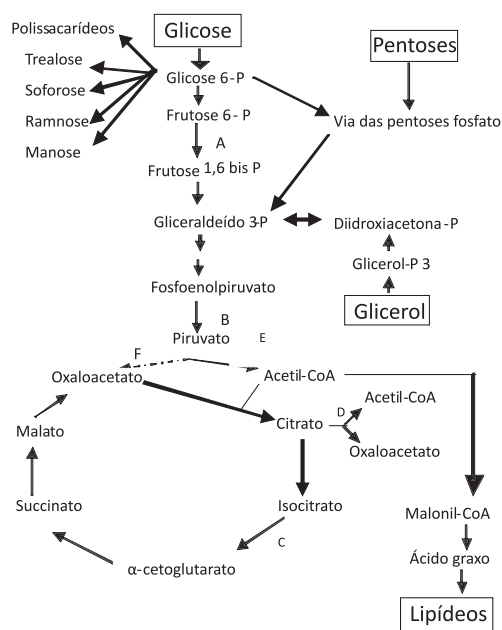 Polissacarídeos
Glicose
Pentoses
Trealose
Glicose 6-P
Soforose
Frutose 6- P
Via das pentoses fosfato
Ramnose
A
Manose
Frutose 1,6 bis P
Gliceraldeído 3-P
Diidroxiacetona-P
Glicerol-P 3
Fosfoenolpiruvato
Glicerol
B
Piruvato
E
F
Oxaloacetato
Acetil-CoA
Acetil-CoA
D
Citrato
Malato
Oxaloacetato
Succinato
Isocitrato
Malonil-CoA
C
α-cetoglutarato
Ácido graxo
Lipídeos